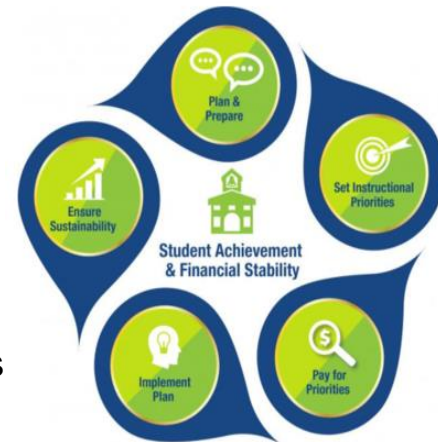 Plan &
Prepare
Set Instructional
Priorities
Ensure
Sustainability
Student Achievement
& Financial Stability
$
Pay for
Priorities
Implement
Plan
s